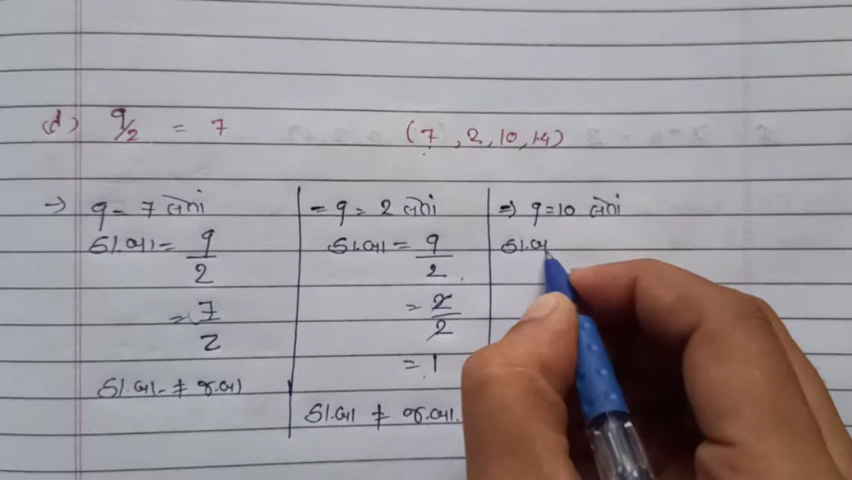 (d) q/2 = 7 (7, 2, 10, 14)
→ q = 7 લેતાં
ડા.બા = q/2
= 7/2
ડા.બા. ≠ જ.બા
= q = 2 લેતાં
ડા.બા = q/2
= 2/2
= 1
ડા.બા ≠ જ.બા.
⇒ q = 10 લેતાં
ડા.બા